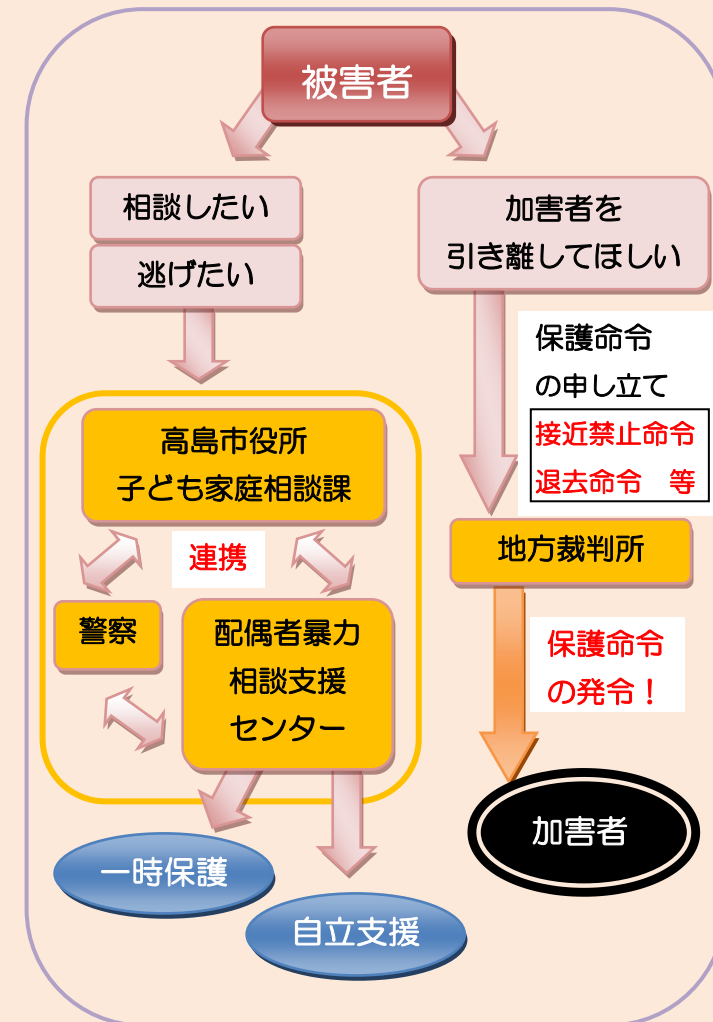 被害者
相談したい
逃げたい
加害者を
引き離してほしい
保護命令
の申し立て
接近禁止命令
退去命令　等
高島市役所
子ども家庭相談課
連携
警察
配偶者暴力
相談支援
センター
地方裁判所
保護命令
の発令！
加害者
一時保護
自立支援